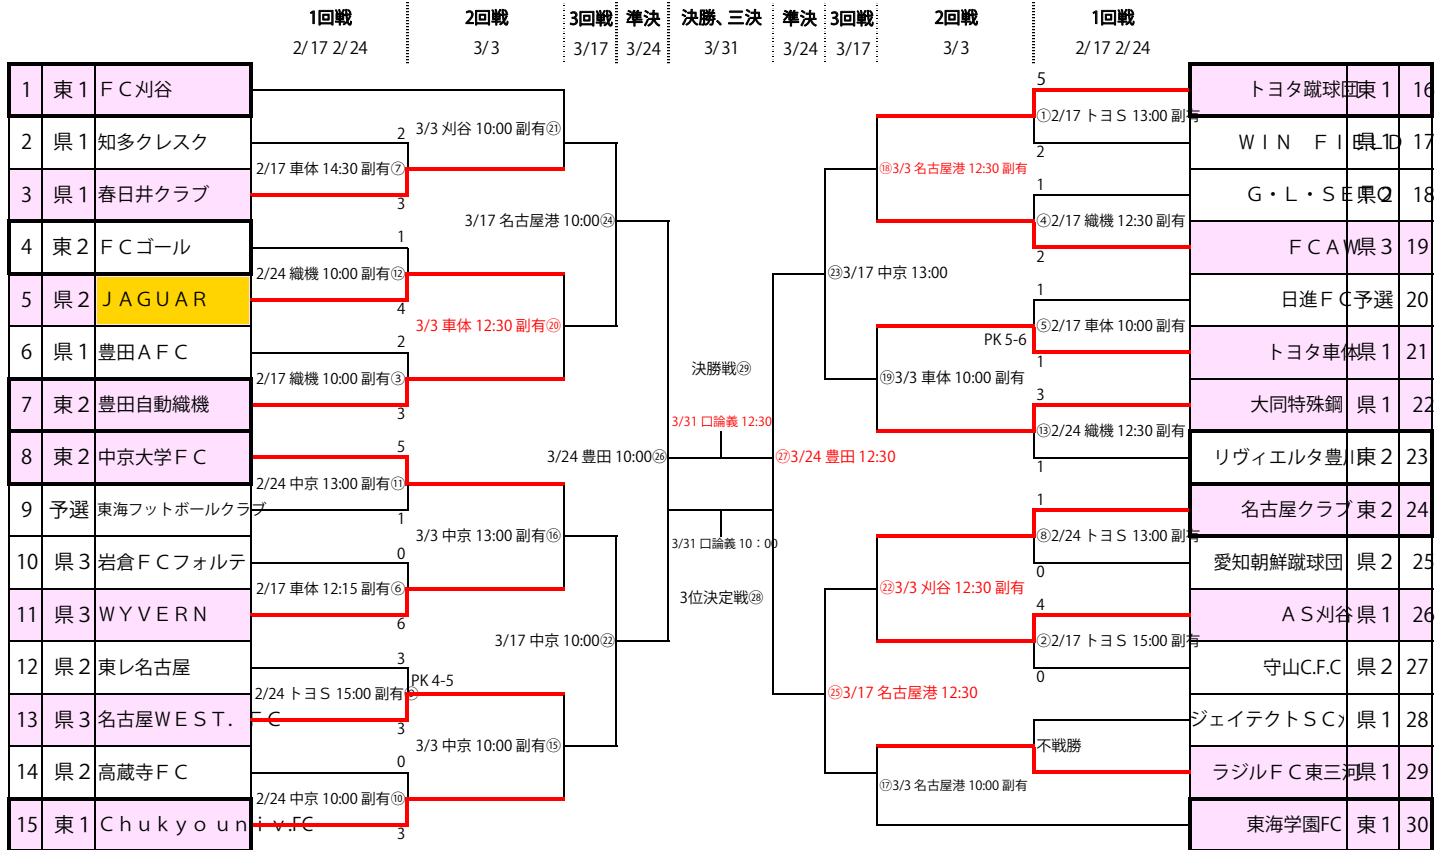 1回戦 2回戦 3回戦 準決 決勝、三決 準決 3回戦 2回戦 1回戦
2/17 2/24 3/3 3/17 3/24 3/31 3/24 3/17 3/3 2/17 2/24
1 東1 ＦＣ刈谷
2 県1 知多クレスク
3 県1 春日井クラブ
4 東2 ＦＣゴール
5 県2 ＪＡＧＵＡＲ
6 県1 豊田ＡＦＣ
7 東2 豊田自動織機
8 東2 中京大学ＦＣ
9 予選 東海フットボールクラブ
10 県3 岩倉ＦＣフォルテ
11 県3 ＷＹＶＥＲＮ
12 県2 東レ名古屋
13 県3 名古屋ＷＥＳＴ．ＦＣ
14 県2 高蔵寺ＦＣ
15 東1 Ｃｈｕｋｙｏｕｎｉｖ.FC
2
2/17 車体 14:30 副有⑦
3
1
2/24 織機 10:00 副有⑫
4
2
2/17 織機 10:00 副有③
3
5
2/24 中京 13:00 副有⑪
1
0
2/17 車体 12:15 副有⑥
6
3
PK 4-5
2/24 トヨＳ 15:00 副有
3
0
2/24 中京 10:00 副有⑩
3
3/3 刈谷 10:00 副有㉑
3/3 車体 12:30 副有⑳
3/3 中京 13:00 副有⑯
3/3 中京 10:00 副有⑮
3/17 名古屋港 10:00㉔
3/17 中京 10:00㉒
3/24 豊田 10:00㉖
決勝戦㉙
3/31 口論義 12:30
3/31 口論義 10：00
3位決定戦㉘
㉗3/24 豊田 12:30
㉓3/17 中京 13:00
㉕3/17 名古屋港 12:30
⑱3/3 名古屋港 12:30 副有
⑲3/3 車体 10:00 副有
㉒3/3 刈谷 12:30 副有
⑰3/3 名古屋港 10:00 副有
5
①2/17 トヨＳ 13:00 副有
2
1
④2/17 織機 12:30 副有
2
1
⑤2/17 車体 10:00 副有
PK 5-6
1
3
⑬2/24 織機 12:30 副有
1
1
⑧2/24 トヨＳ 13:00 副有
0
4
②2/17 トヨＳ 15:00 副有
0
不戦勝
トヨタ蹴球団 東1 16
ＷＩＮ　ＦＩＥＬＤ 県1 17
Ｇ・Ｌ・ＳＥＴＯ 県2 18
ＦＣＡＷ 県3 19
日進ＦＣ 予選 20
トヨタ車体 県1 21
大同特殊鋼 県1 22
リヴィエルタ豊川 東2 23
名古屋クラブ 東2 24
愛知朝鮮蹴球団 県2 25
ＡＳ刈谷 県1 26
守山C.F.C 県2 27
ジェイテクトＳＣ 県1 28
ラジルＦＣ東三河 県1 29
東海学園FC 東1 30